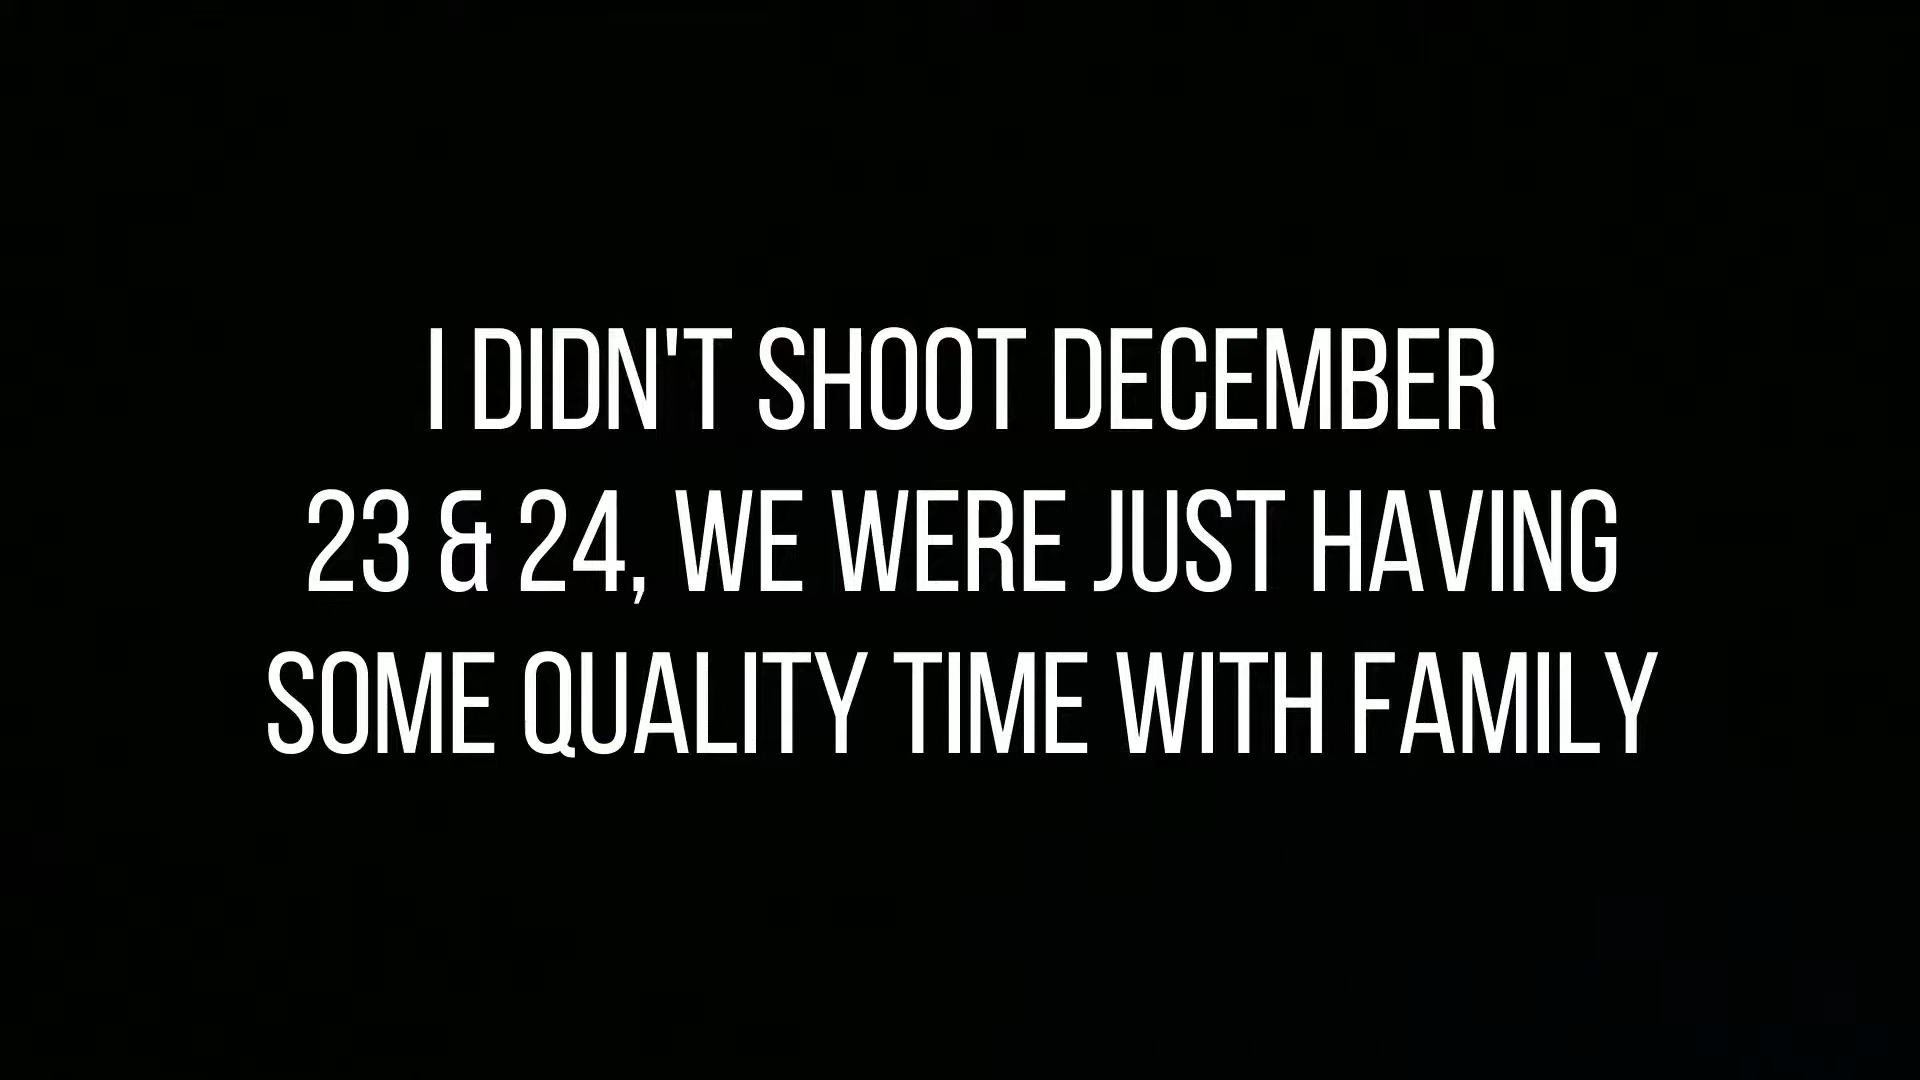 I DIDN'T SHOOT DECEMBER
23 & 24, WE WERE JUST HAVING
SOME QUALITY TIME WITH FAMILY